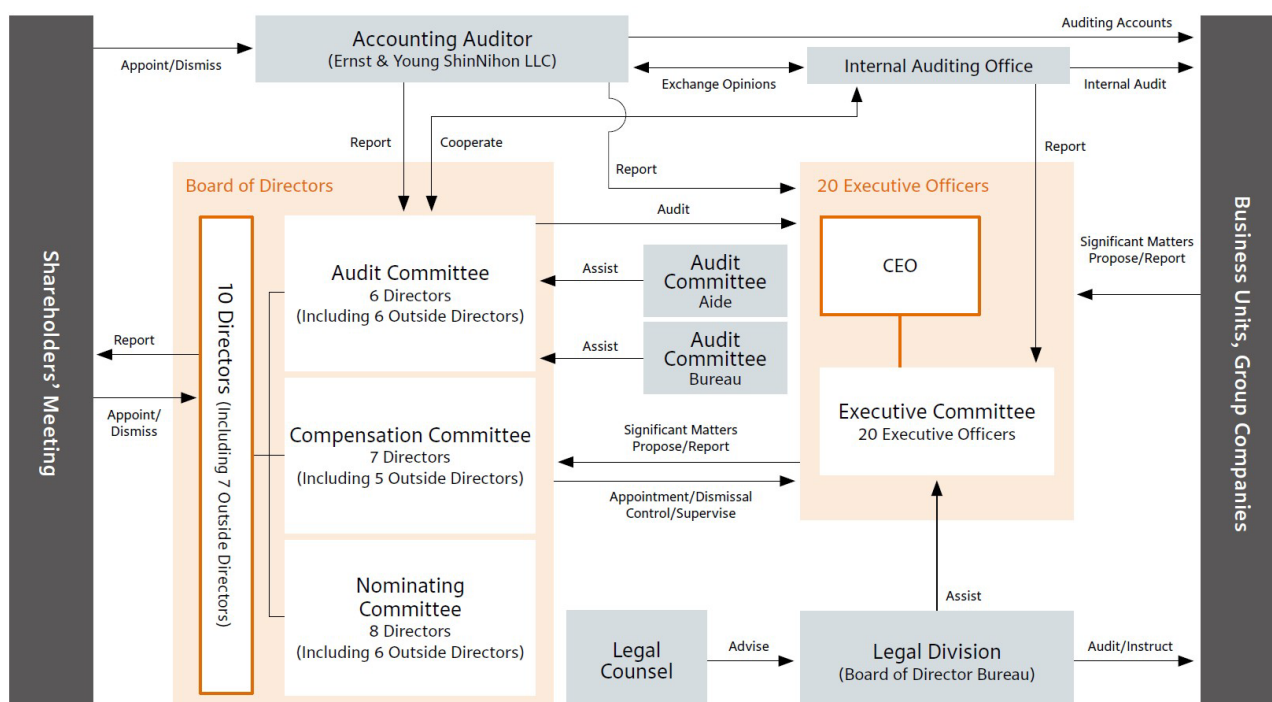 Shareholders' Meeting
Appoint/Dismiss
Accounting Auditor
(Ernst & Young ShinNihon LLC)
Auditing Accounts
Exchange Opinions
Internal Auditing Office
Internal Audit
Report
Cooperate
Report
Report
Board of Directors
10 Directors (Including 7 Outside Directors)
Audit Committee
6 Directors
(Including 6 Outside Directors)
Audit
Assist
Audit
Committee
Aide
Assist
Audit
Committee
Bureau
20 Executive Officers
CEO
Executive Committee
20 Executive Officers
Significant Matters
Propose/Report
Business Units, Group Companies
Report
Appoint/
Dismiss
Compensation Committee
7 Directors
(Including 5 Outside Directors)
Significant Matters
Propose/Report
Appointment/Dismissal
Control/Supervise
Nominating
Committee
8 Directors
(Including 6 Outside Directors)
Assist
Legal
Counsel
Advise
Legal Division
(Board of Director Bureau)
Audit/Instruct